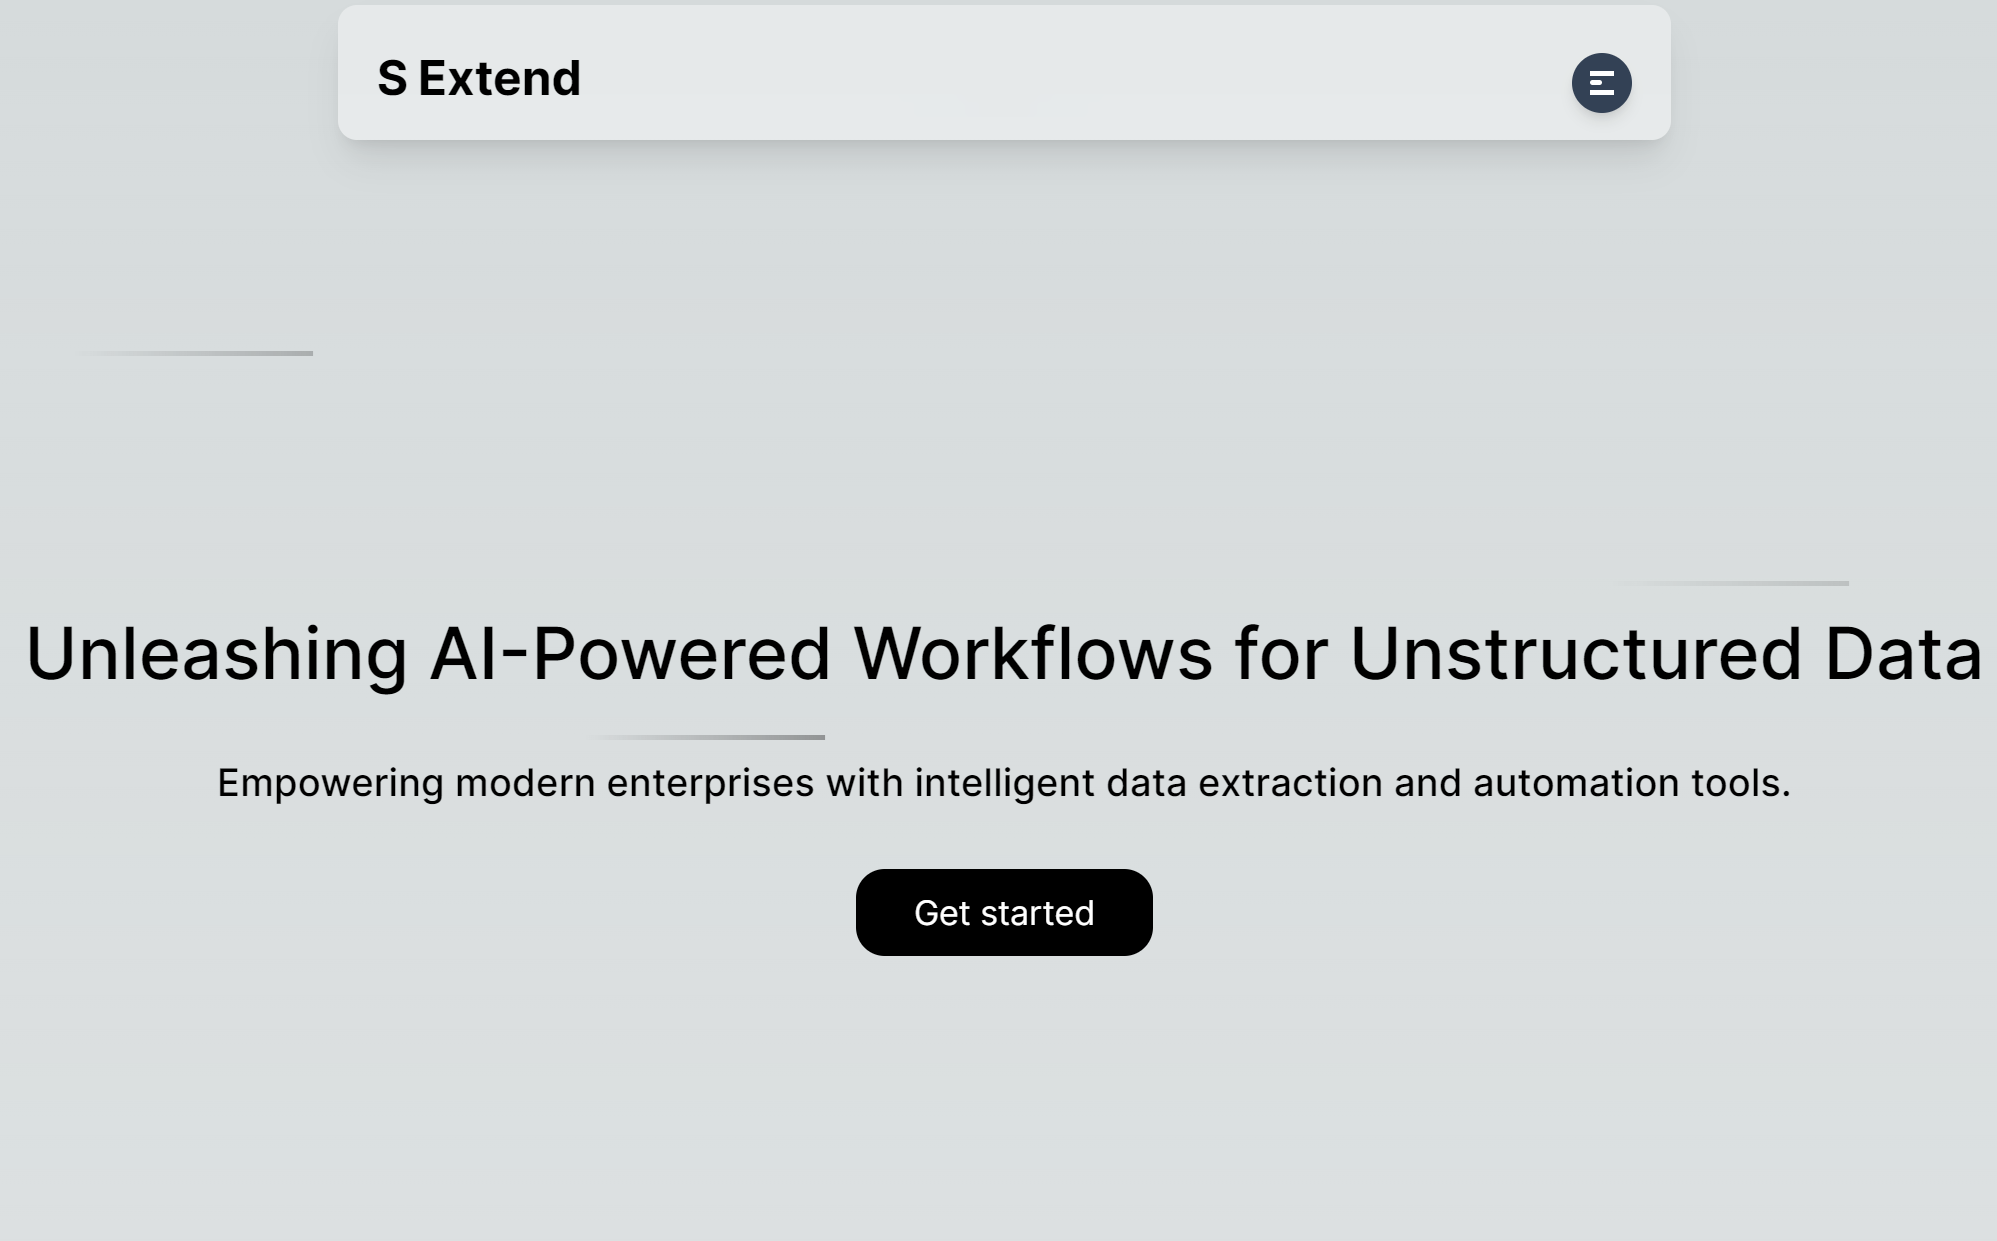 S Extend
Unleashing AI-Powered Workflows for Unstructured Data
Empowering modern enterprises with intelligent data extraction and automation tools.
Get started